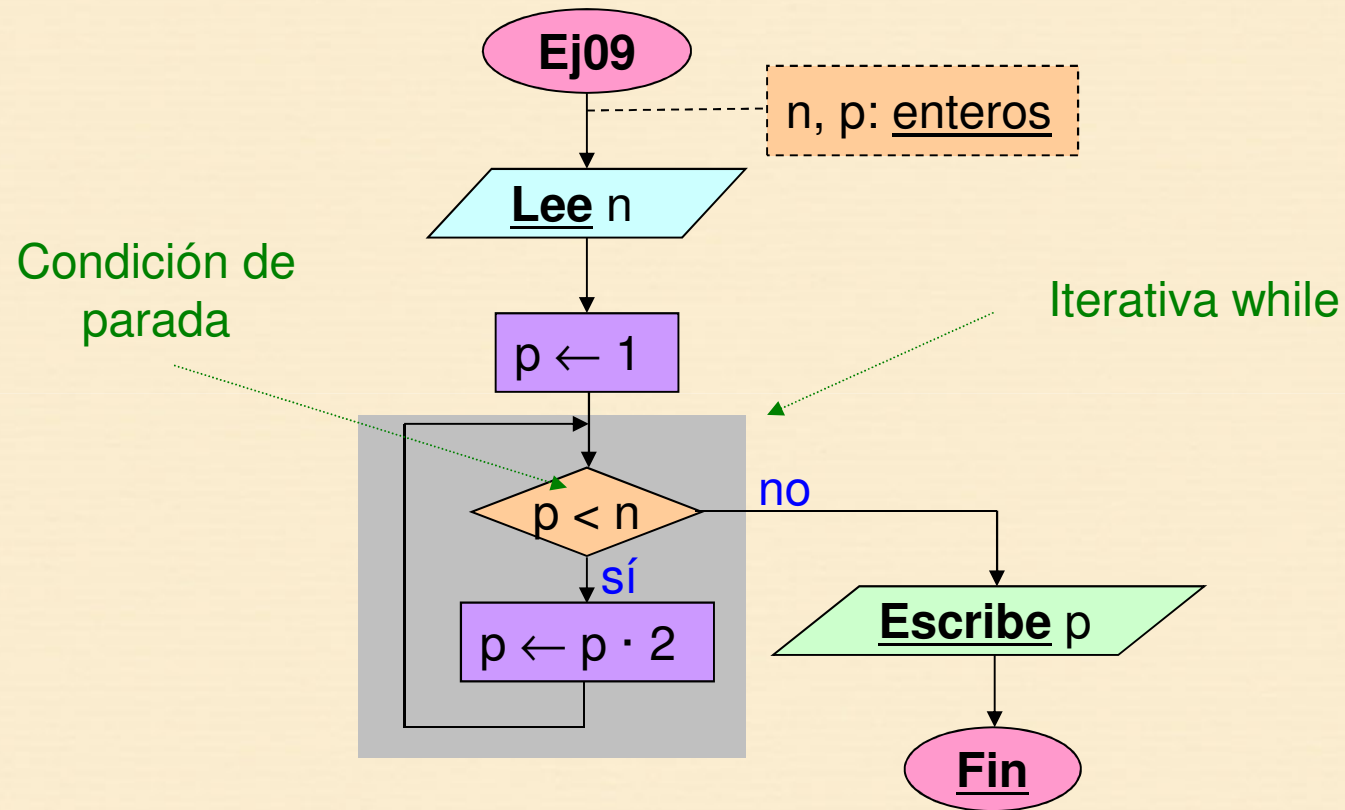 Ej09
n, p: enteros
Lee n
Condición de
parada
Iterativa while
p ← 1
p < n
no
sí
p ← p · 2
Escribe p
Fin